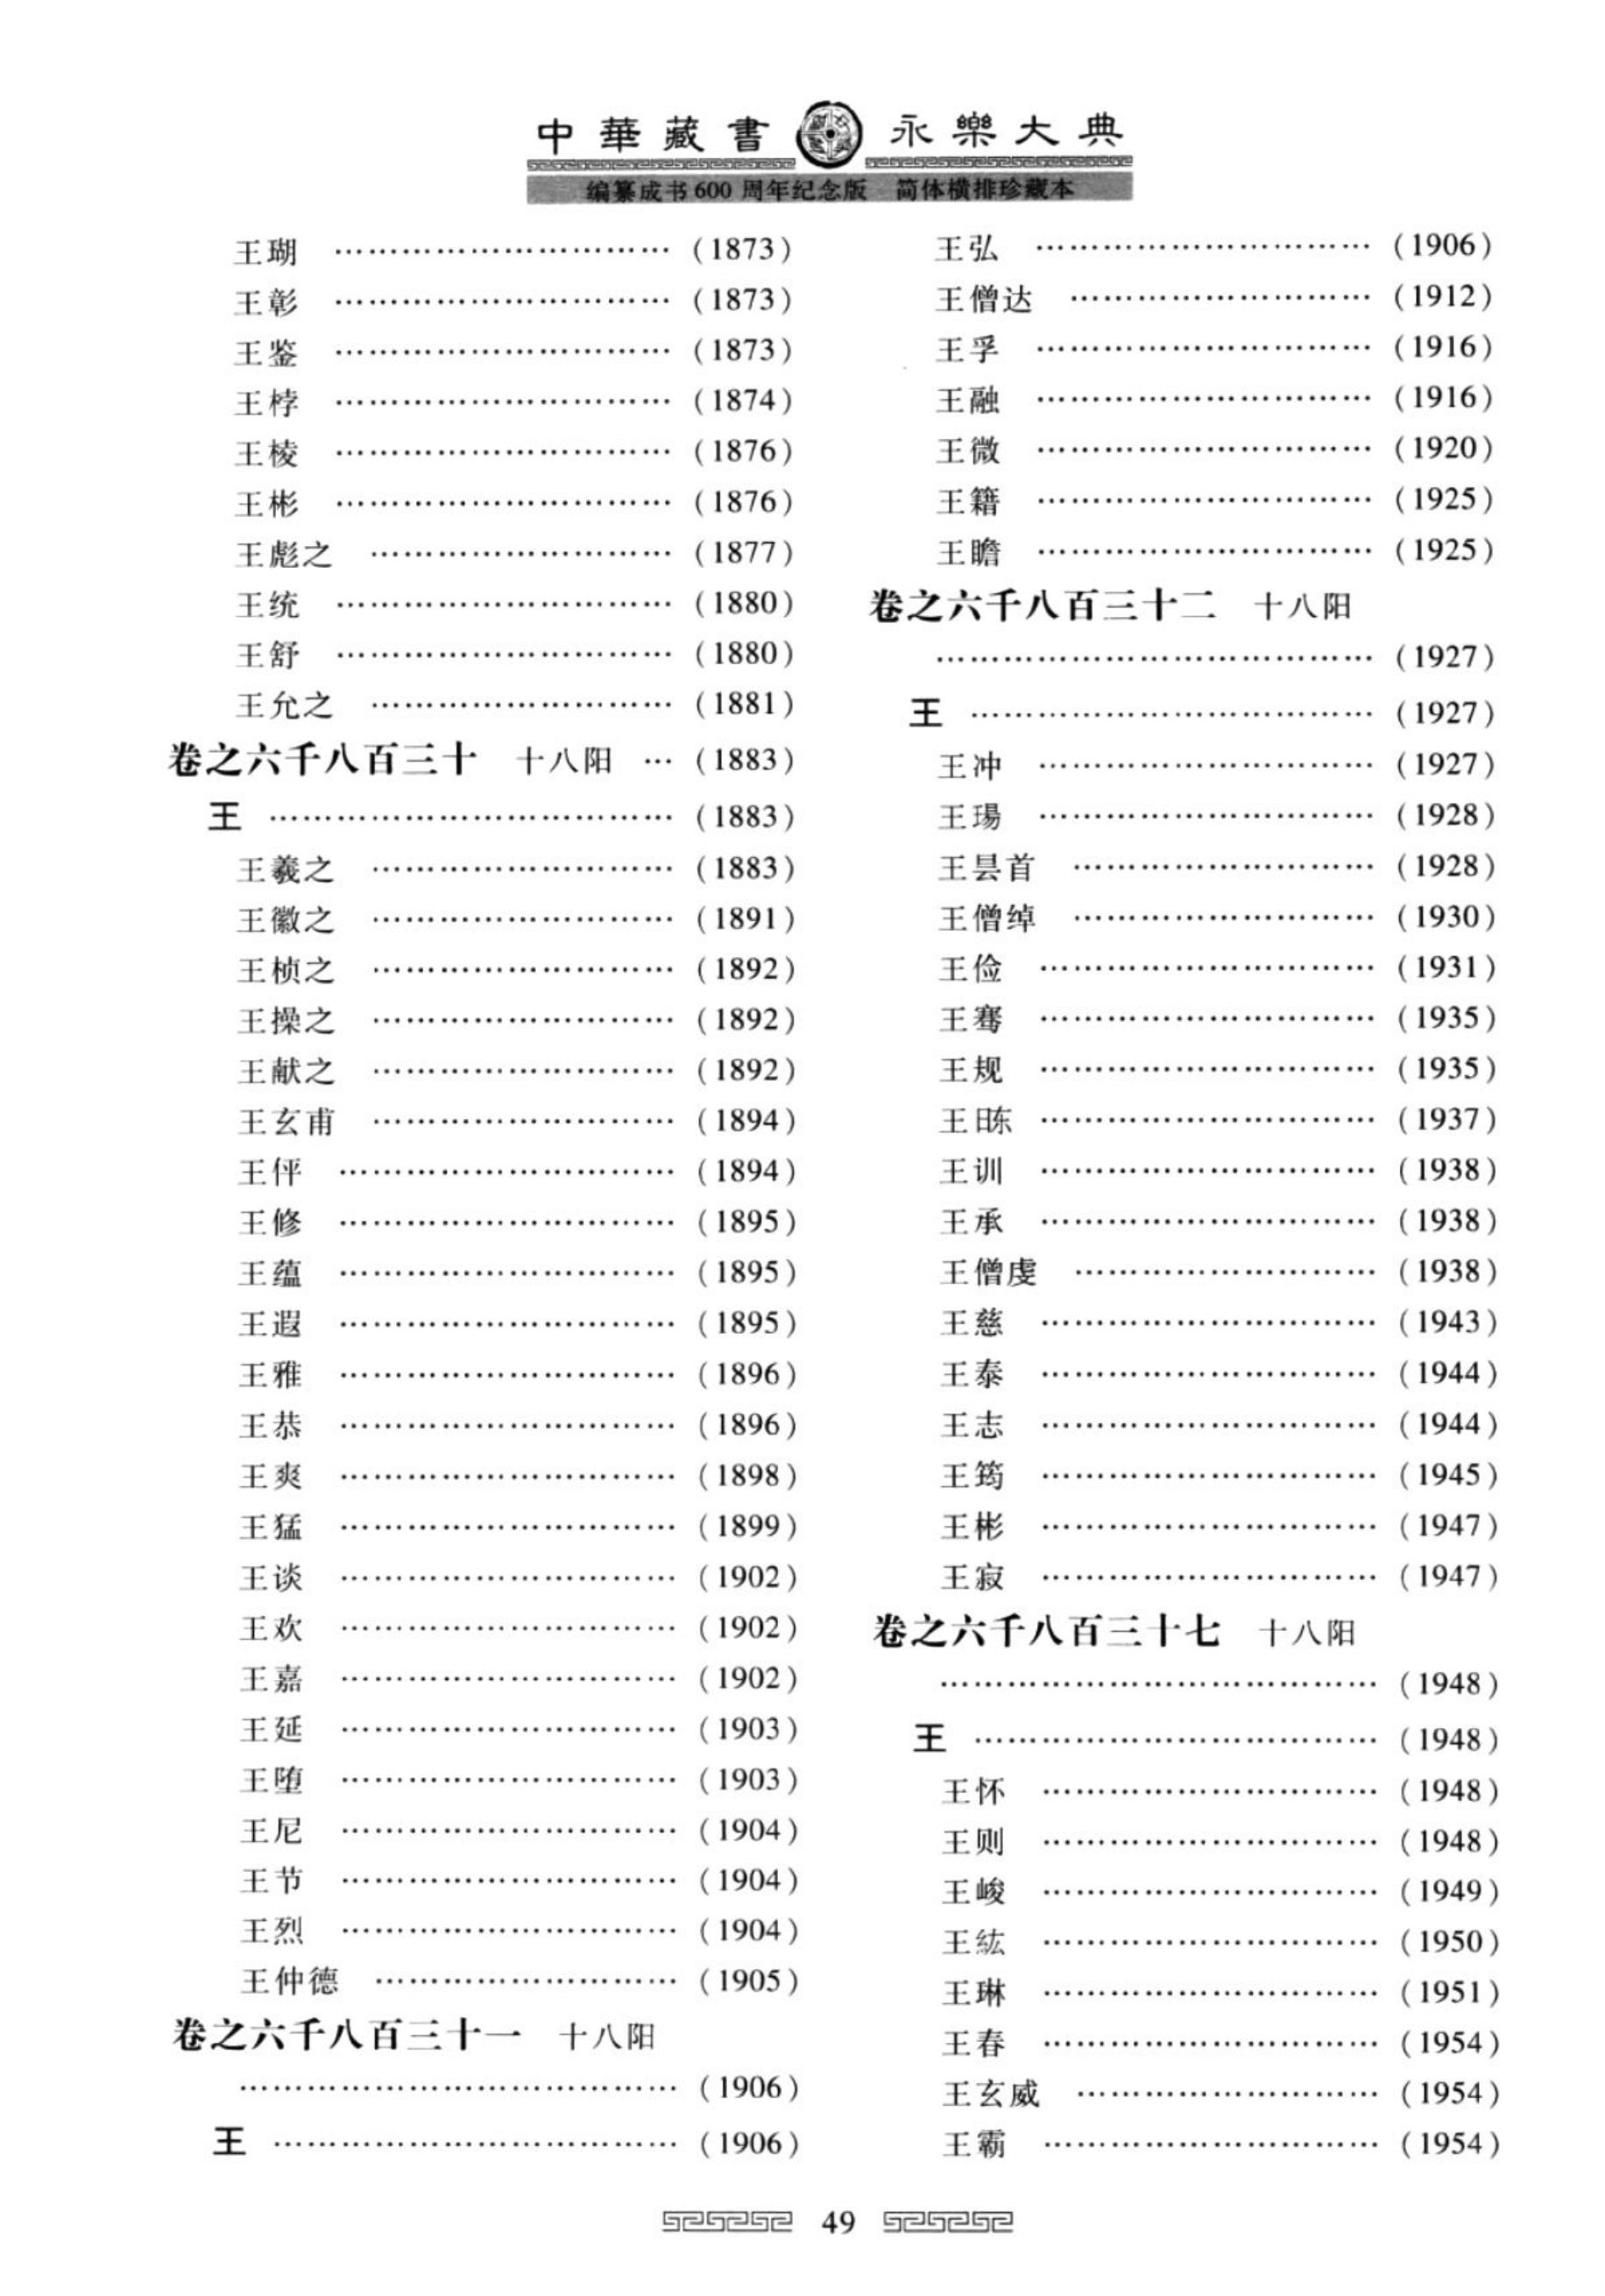 中華藏書 永樂大典
编纂成书600周年纪念版 简体横排珍藏本
王瑚 ………………………… (1873)
王彰 ………………………… (1873)
王鉴 ………………………… (1873)
王桲 ………………………… (1874)
王棱 ………………………… (1876)
王彬 ………………………… (1876)
王彪之 ……………………… (1877)
王统 ………………………… (1880)
王舒 ………………………… (1880)
王允之 ……………………… (1881)
卷之六千八百三十 十八阳 … (1883)
王 ……………………………… (1883)
王羲之 ……………………… (1883)
王徽之 ……………………… (1891)
王桢之 ……………………… (1892)
王操之 ……………………… (1892)
王献之 ……………………… (1892)
王玄甫 ……………………… (1894)
王伻 ………………………… (1894)
王修 ………………………… (1895)
王蕴 ………………………… (1895)
王遐 ………………………… (1895)
王雅 ………………………… (1896)
王恭 ………………………… (1896)
王爽 ………………………… (1898)
王猛 ………………………… (1899)
王谈 ………………………… (1902)
王欢 ………………………… (1902)
王嘉 ………………………… (1902)
王延 ………………………… (1903)
王堕 ………………………… (1903)
王尼 ………………………… (1904)
王节 ………………………… (1904)
王烈 ………………………… (1904)
王仲德 ……………………… (1905)
卷之六千八百三十一 十八阳
………………………………… (1906)
王 ……………………………… (1906)
王弘 ………………………… (1906)
王僧达 ……………………… (1912)
王孚 ………………………… (1916)
王融 ………………………… (1916)
王微 ………………………… (1920)
王籍 ………………………… (1925)
王瞻 ………………………… (1925)
卷之六千八百三十二 十八阳
………………………………… (1927)
王 ……………………………… (1927)
王冲 ………………………… (1927)
王瑒 ………………………… (1928)
王昙首 ……………………… (1928)
王僧绰 ……………………… (1930)
王俭 ………………………… (1931)
王骞 ………………………… (1935)
王规 ………………………… (1935)
王日东 ……………………… (1937)
王训 ………………………… (1938)
王承 ………………………… (1938)
王僧虔 ……………………… (1938)
王慈 ………………………… (1943)
王泰 ………………………… (1944)
王志 ………………………… (1944)
王筠 ………………………… (1945)
王彬 ………………………… (1947)
王寂 ………………………… (1947)
卷之六千八百三十七 十八阳
………………………………… (1948)
王 ……………………………… (1948)
王怀 ………………………… (1948)
王则 ………………………… (1948)
王峻 ………………………… (1949)
王纮 ………………………… (1950)
王琳 ………………………… (1951)
王春 ………………………… (1954)
王玄威 ……………………… (1954)
王霸 ………………………… (1954)
49